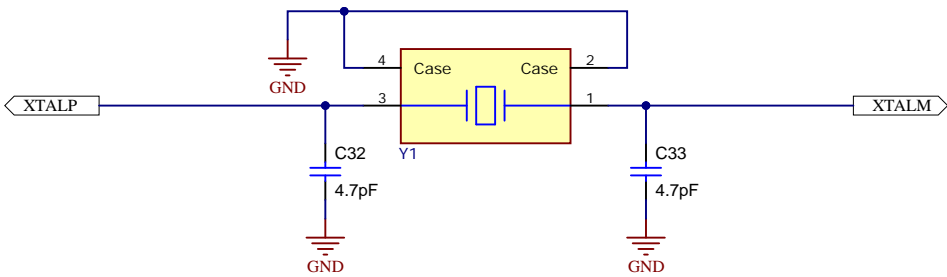 4
Case
Case
2
GND
XTALP
3
1
XTALM
Y1
C32
4.7pF
C33
4.7pF
GND
GND